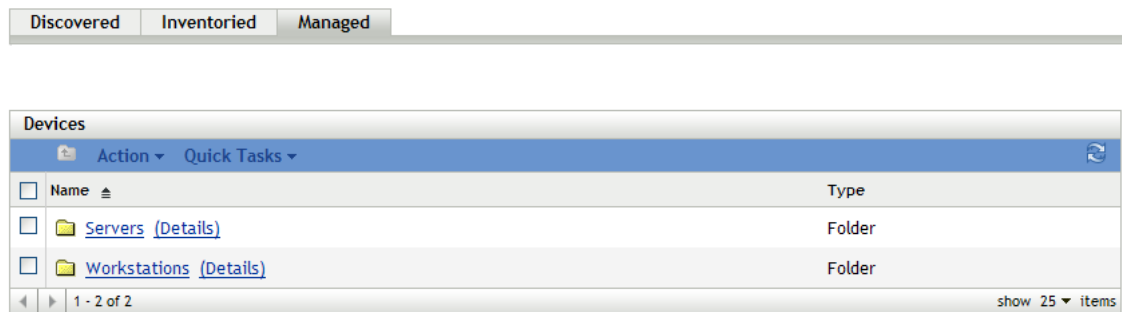 Discovered Inventoried Managed
Devices
Action Quick Tasks
Name Type
Servers (Details) Folder
Workstations (Details) Folder
1 - 2 of 2 show 25 items